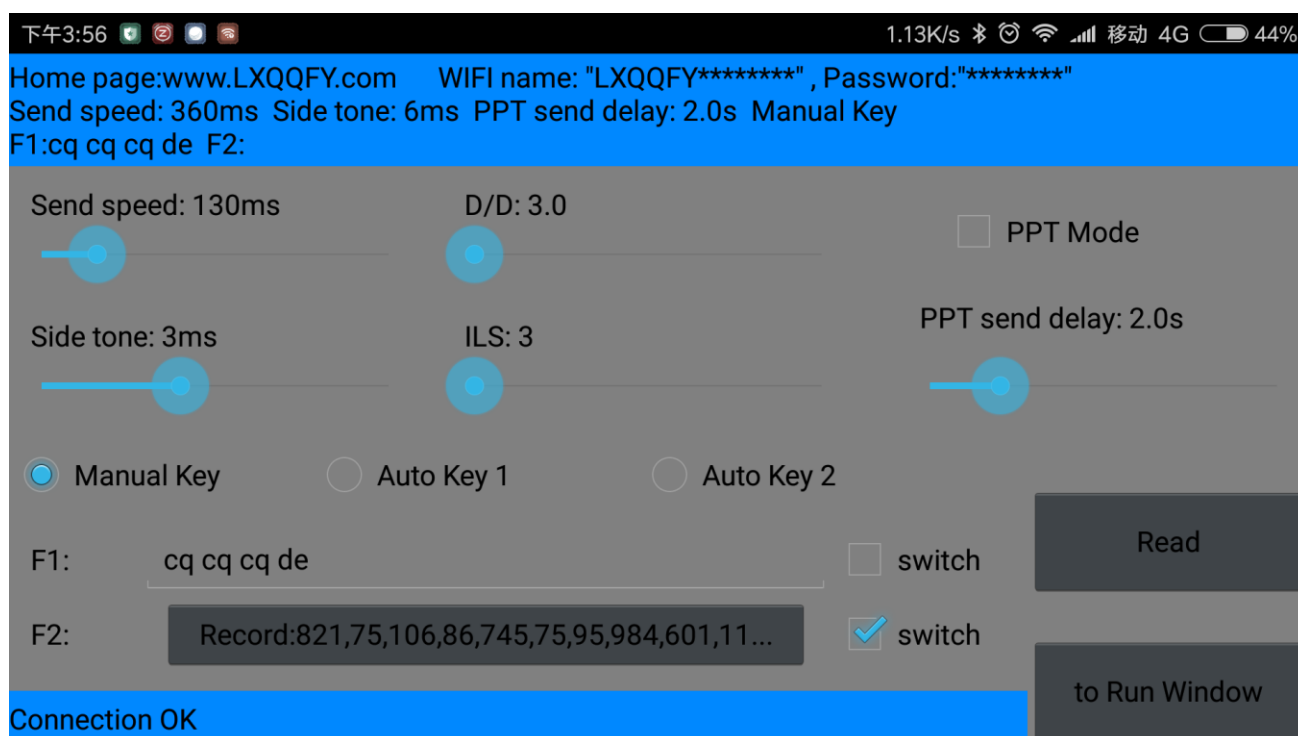 下午3:56 1.13K/s 移动 4G 44%
Home page:www.LXQQFY.com WIFI name: "LXQQFY********" , Password:"********"
Send speed: 360ms Side tone: 6ms PPT send delay: 2.0s Manual Key
F1:cq cq cq de F2:
Send speed: 130ms D/D: 3.0
PPT Mode
Side tone: 3ms ILS: 3
PPT send delay: 2.0s
Manual Key Auto Key 1 Auto Key 2
F1: cq cq cq de switch
Read
F2: Record:821,75,106,86,745,75,95,984,601,11... switch
to Run Window
Connection OK